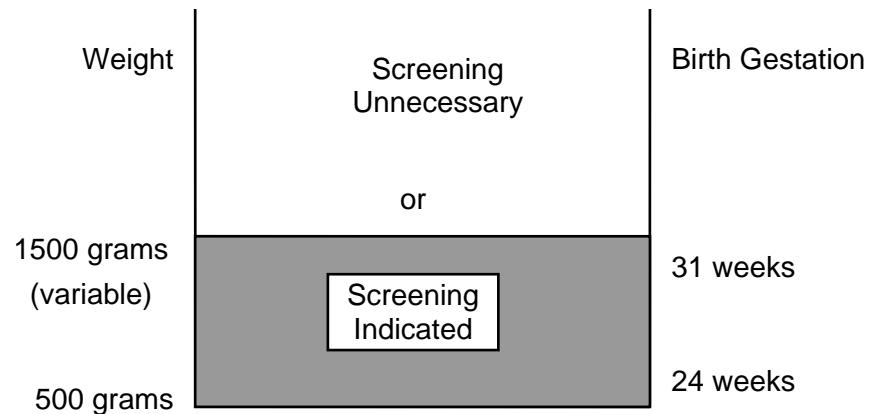 Weight
Screening
Unnecessary
Birth Gestation
or
1500 grams
(variable)
31 weeks
Screening
Indicated
500 grams
24 weeks